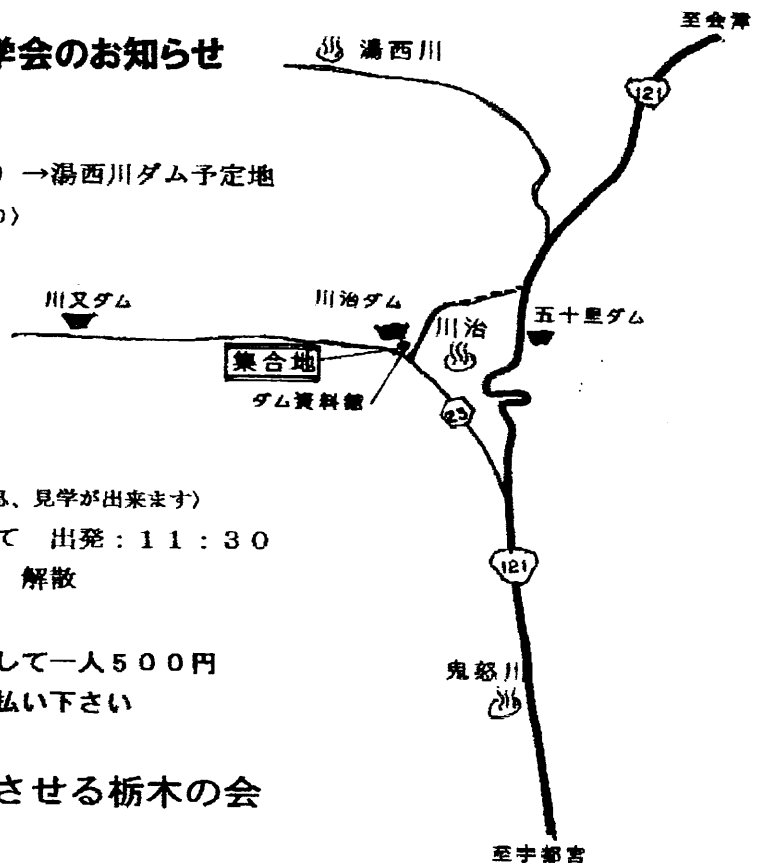 学会のお知らせ
) →湯西川ダム予定地
〉
見学が出来ます〉
て 出発：11：30
解散
して一人500円
払い下さい
させる栃木の会
至会津
湯西川
121
川又ダム
川治ダム
川治
五十里ダム
集合地
ダム資料館
23
121
鬼怒川
至宇都宮